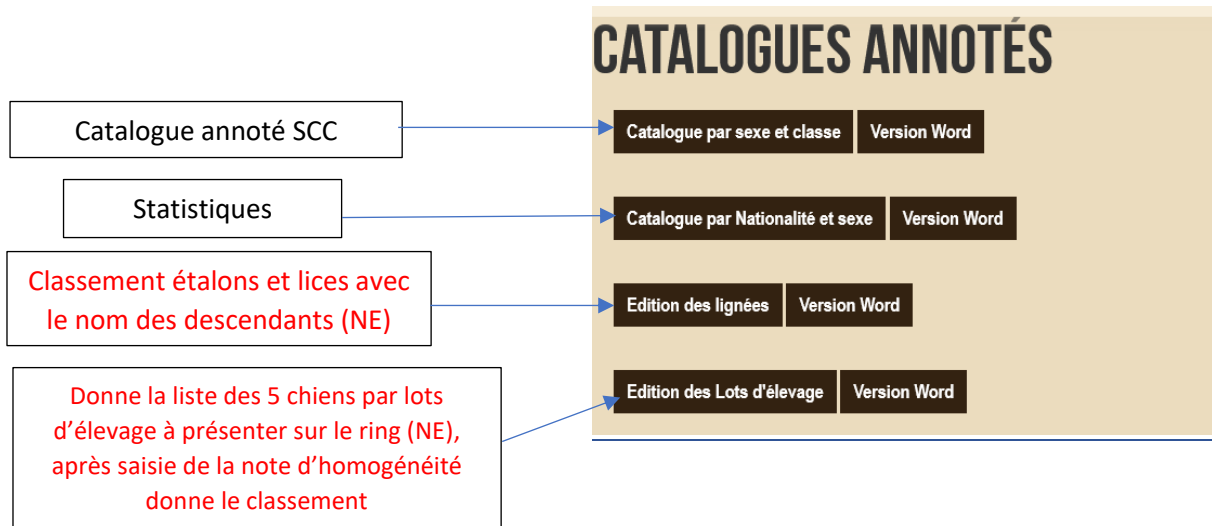 CATALOGUES ANNOTÉS
Catalogue annoté SCC
Catalogue par sexe et classe
Version Word
Statistiques
Catalogue par Nationalité et sexe
Version Word
Classement étalons et lices avec
le nom des descendants (NE)
Edition des lignées
Version Word
Donne la liste des 5 chiens par lots
d’élevage à présenter sur le ring (NE),
après saisie de la note d’homogénéité
donne le classement
Edition des Lots d'élevage
Version Word